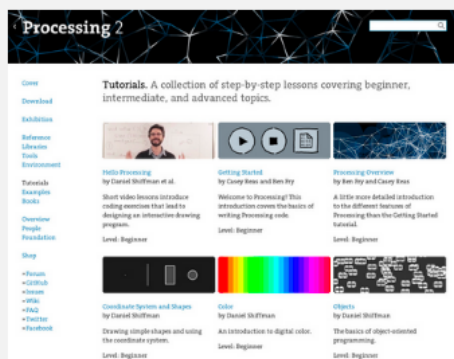 Processing 2
Cover
Download
Exhibition
Reference
Libraries
Tools
Environment
Tutorials
Examples
Books
Overview
People
Foundation
Shop
»Forum
»GitHub
»Issues
»Wiki
»FAQ
»Twitter
»Facebook
Tutorials. A collection of step-by-step lessons covering beginner,
intermediate, and advanced topics.
Hello Processing
by Daniel Shiffman et al.
Short video lessons introduce
coding exercises that lead to
designing an interactive drawing
program.
Level: Beginner
Getting Started
by Casey Reas and Ben Fry
Welcome to Processing! This
introduction covers the basics of
writing Processing code.
Level: Beginner
Processing Overview
by Ben Fry and Casey Reas
A little more detailed introduction
to the different features of
Processing than the Getting Started
tutorial.
Level: Beginner
Coordinate System and Shapes
by Daniel Shiffman
Drawing simple shapes and using
the coordinate system.
Level: Beginner
Color
by Daniel Shiffman
An introduction to digital color.
Level: Beginner
Objects
by Daniel Shiffman
The basics of object-oriented
programming.
Level: Beginner